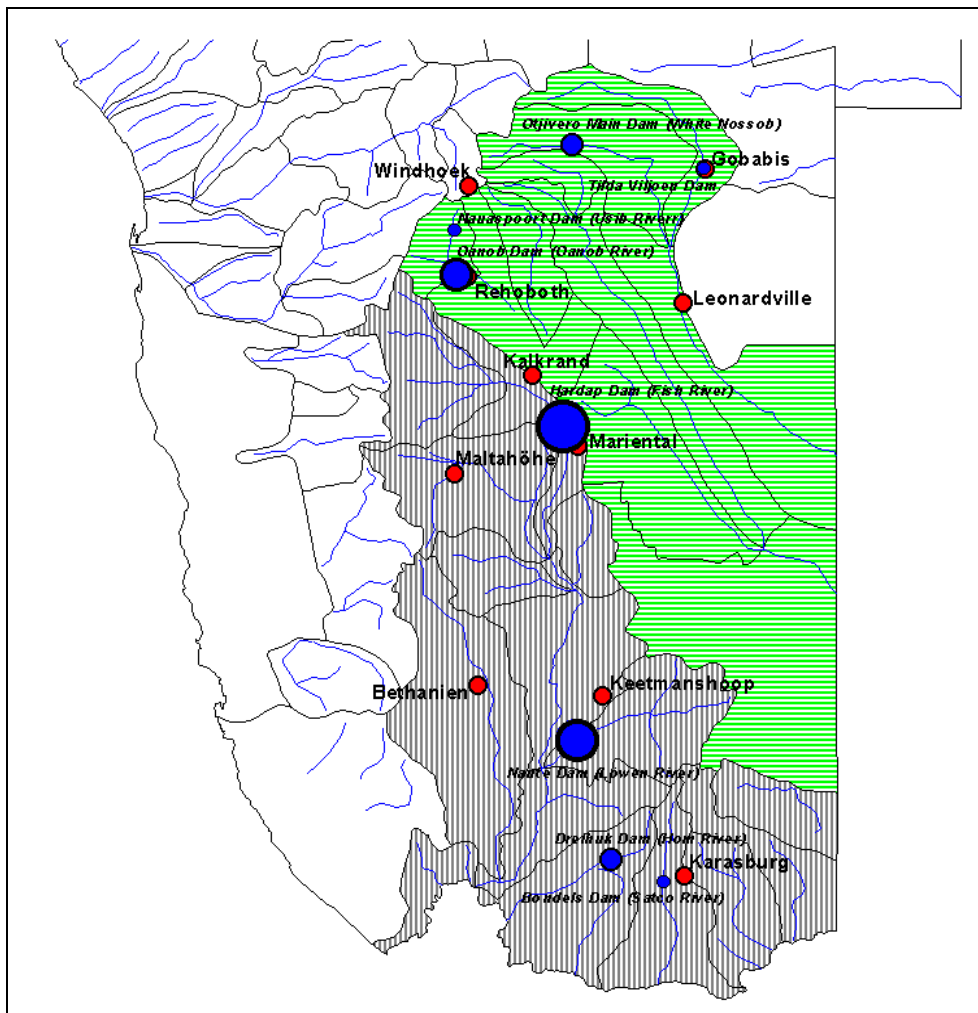 Otjivero Main Dam (White Nossob)
Gobabis
Windhoek
Tilda Viljoen Dam
Nauaspoort Dam (Usib Riverr)
Oanob Dam (Oanob River)
Rehoboth
Leonardville
Kalkrand
Hardap Dam (Fish River)
Mariental
Maltahöhe
Keetmanshoop
Bethanien
Naute Dam (Lowen River)
Dreihuk Dam (Hom River)
Karasburg
Bondels Dam (Satco River)